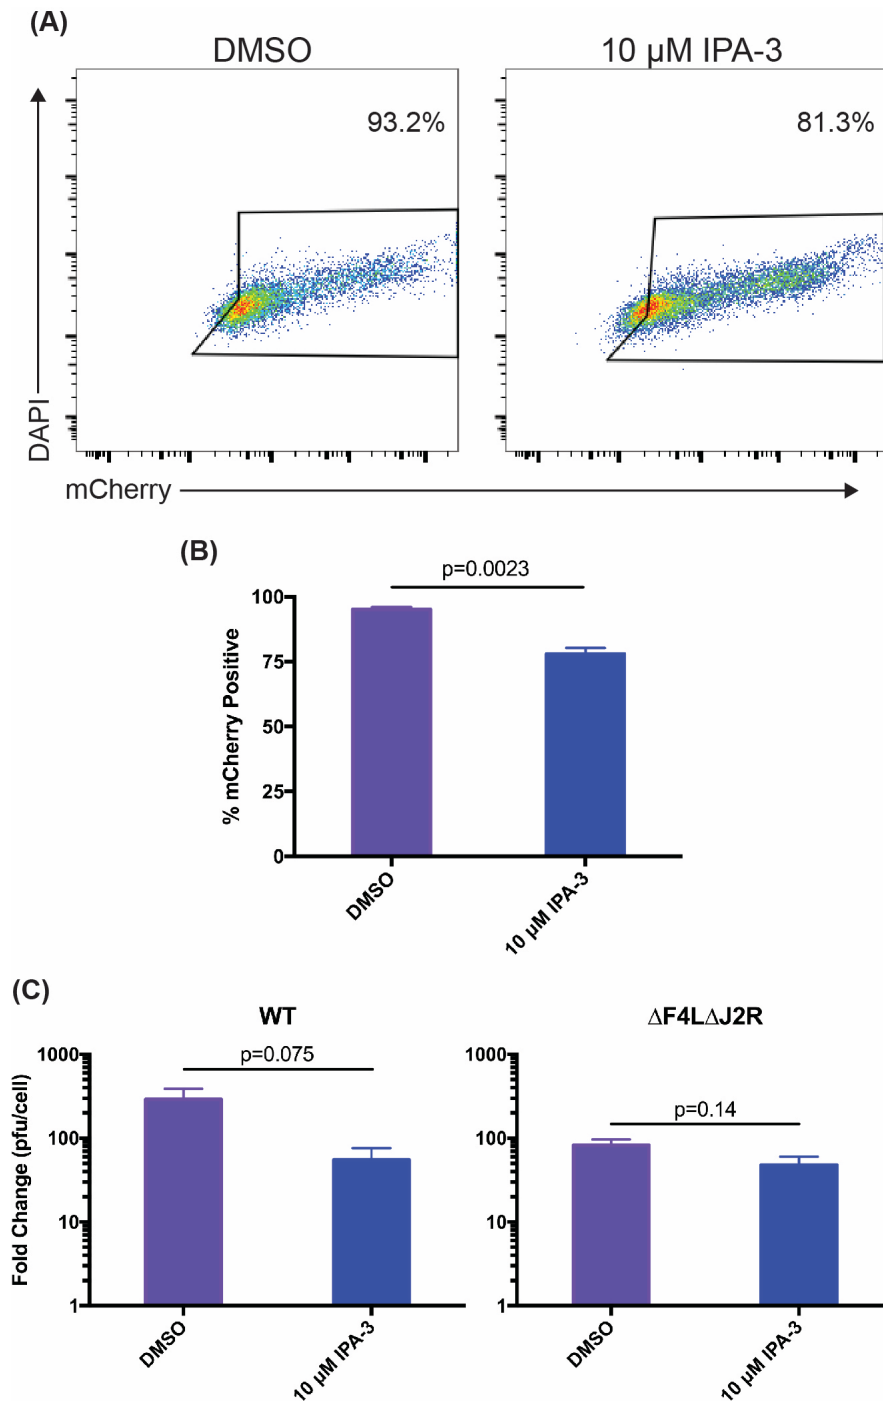 (A)
DMSO
10 µM IPA-3
93.2%
81.3%
DAPI
mCherry
(B)
p=0.0023
100
75
50
25
0
% mCherry Positive
DMSO
10 µM IPA-3
(C)
WT
p=0.075
1000
100
10
1
Fold Change (pfu/cell)
DMSO
10 µM IPA-3
∆F4L∆J2R
p=0.14
1000
100
10
1
DMSO
10 µM IPA-3